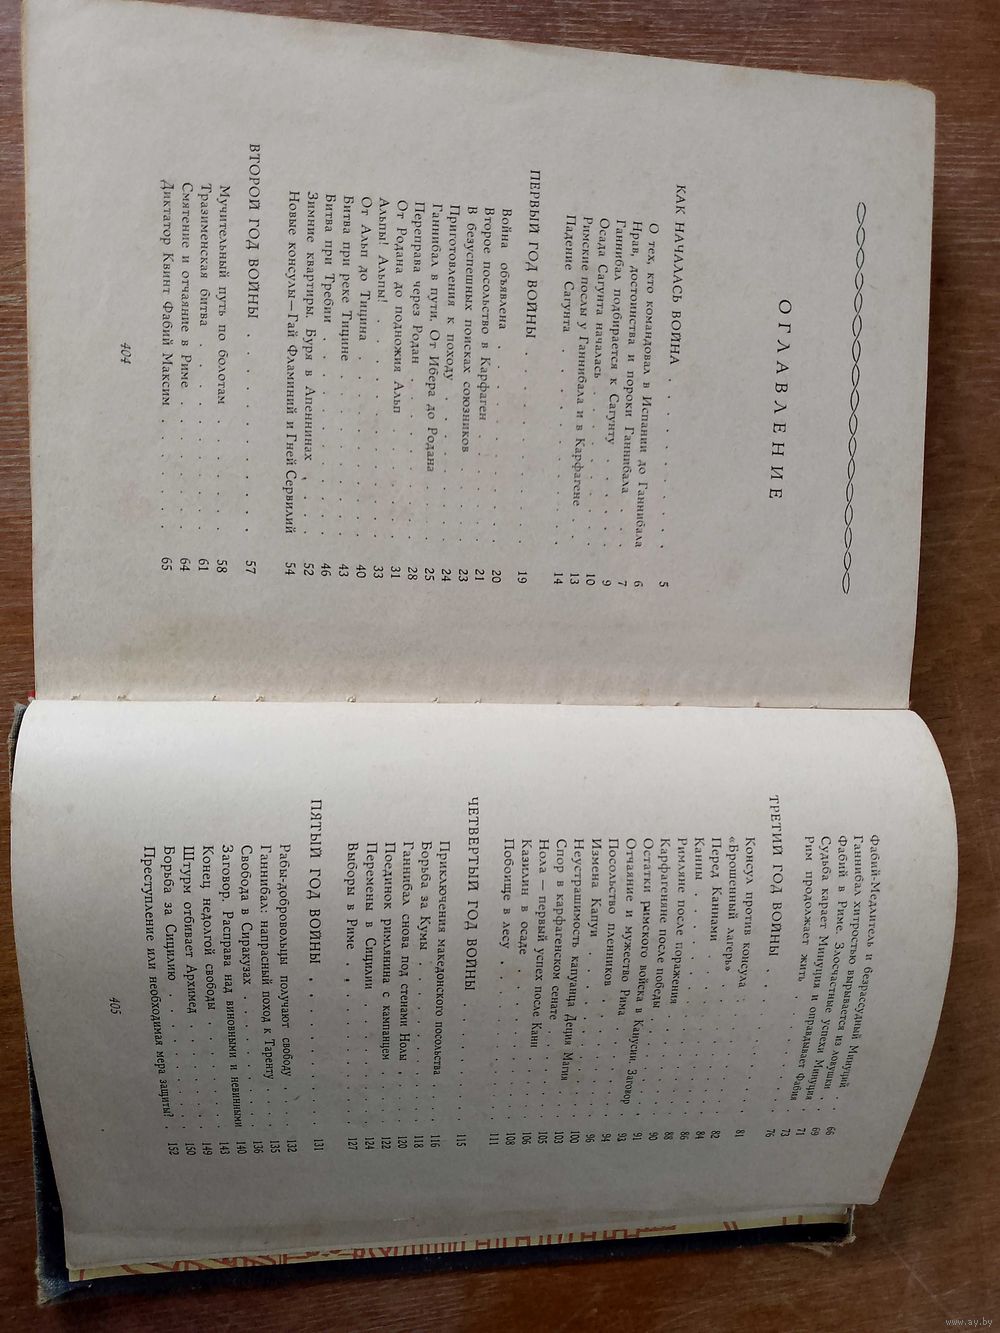 ОГЛАВЛЕНИЕ
КАК НАЧАЛАСЬ ВОЙНА . . . . . . . . 5
О тех, кто командовал в Испании до Ганнибала 6
Нрав, достоинства и пороки Ганнибала . . 7
Ганнибал подбирается к Сагунту . . . . 9
Осада Сагунта началась . . . . . . . 10
Римские послы у Ганнибала и в Карфагене . . 13
Падение Сагунта . . . . . . . . . 14
ПЕРВЫЙ ГОД ВОЙНЫ . . . . . . . . . 19
Война объявлена . . . . . . . . . 20
Второе посольство в Карфаген . . . . . 21
В безуспешных поисках союзников . . . . 23
Приготовления к походу . . . . . . . 24
Ганнибал в пути. От Ибера до Родана . . . 25
Переправа через Родан . . . . . . . 28
От Родана до подножия Альп . . . . . 31
Альпы! Альпы! . . . . . . . . . . 33
От Альп до Тицина . . . . . . . . 40
Битва при реке Тицине . . . . . . . 43
Битва при Требии . . . . . . . . . 46
Зимние квартиры. Буря в Апеннинах . . . . 52
Новые консулы—Гай Фламиний и Гней Сервилий 54
ВТОРОЙ ГОД ВОЙНЫ . . . . . . . . . 57
Мучительный путь по болотам . . . . . 58
Тразименская битва . . . . . . . . 61
Смятение и отчаяние в Риме . . . . . . 64
Диктатор Квинт Фабий Максим . . . . . 65
404
Фабий-Медлитель и безрассудный Минуций . . 66
Ганнибал хитростью вырывается из ловушки . . 69
Фабий в Риме. Злосчастные успехи Минуция . . 71
Судьба карает Минуция и оправдывает Фабия . 73
Рим продолжает жить . . . . . . . . 76
ТРЕТИЙ ГОД ВОЙНЫ . . . . . . . . .
Консул против консула . . . . . . . 81
«Брошенный лагерь» . . . . . . . . 82
Перед Каннами . . . . . . . . . . 84
Канны . . . . . . . . . . . . 86
Римляне после поражения . . . . . . . 88
Карфагеняне после победы . . . . . . . 90
Остатки римского войска в Канусии. Заговор . 91
Отчаяние и мужество Рима . . . . . . . 93
Посольство пленников . . . . . . . . 94
Измена Капуи . . . . . . . . . . 96
Неустрашимость капуанца Деция Магия . . . 100
Спор в карфагенском сенате . . . . . . 103
Нола — первый успех после Канн . . . . . 105
Казилин в осаде . . . . . . . . . 106
Побоище в лесу . . . . . . . . . 108
111
ЧЕТВЕРТЫЙ ГОД ВОЙНЫ . . . . . . . . 115
Приключения македонского посольства . . . 116
Борьба за Кумы . . . . . . . . . 118
Ганнибал снова под стенами Нолы . . . . 120
Поединок римлянина с кампанцем . . . . . 122
Перемены в Сицилии . . . . . . . . 124
Выборы в Риме . . . . . . . . . . 127
ПЯТЫЙ ГОД ВОЙНЫ . . . . . . . . . 131
Рабы-добровольцы получают свободу . . . . 132
Ганнибал: напрасный поход к Таренту . . . 135
Свобода в Сиракузах . . . . . . . . 136
Заговор. Расправа над виновными и невинными 140
Конец недолгой свободы . . . . . . . 143
Штурм отбивает Архимед . . . . . . . 149
Борьба за Сицилию . . . . . . . . 150
Преступление или необходимая мера защиты? . 152
405
www.ay.by